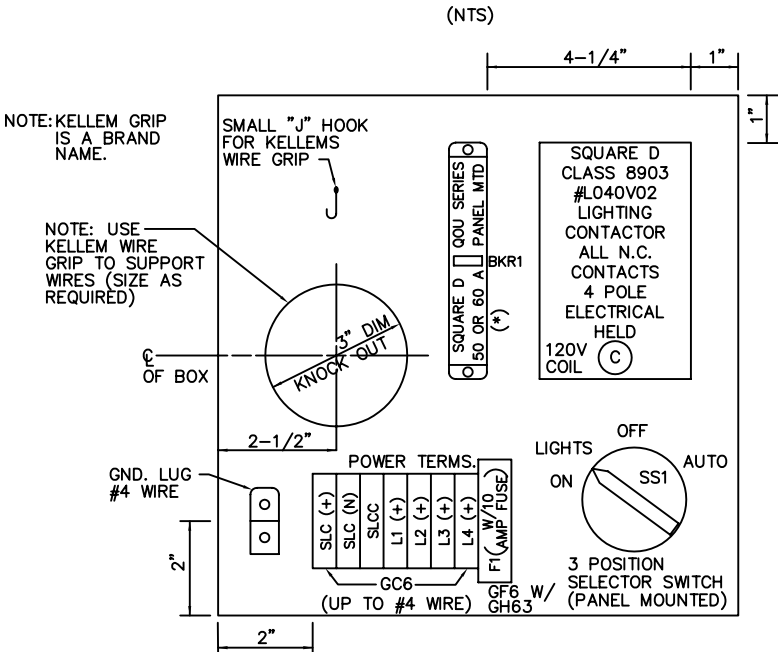 (NTS)
4-1/4"
1"
1"
NOTE: KELLEM GRIP
IS A BRAND
NAME.
SMALL "J" HOOK
FOR KELLEMS
WIRE GRIP
NOTE: USE
KELLEM WIRE
GRIP TO SUPPORT
WIRES (SIZE AS
REQUIRED)
SQUARE D QOU SERIES
50 OR 60 A PANEL MTD
(*)
BKR1
SQUARE D
CLASS 8903
#L040V02
LIGHTING
CONTACTOR
ALL N.C.
CONTACTS
4 POLE
ELECTRICAL
HELD
120V
COIL
C
3" DIM
KNOCK OUT
℄
OF BOX
2-1/2"
GND. LUG
#4 WIRE
POWER TERMS.
SLC (+)
SLC (N)
SLCC
L1 (+)
L2 (+)
L3 (+)
L4 (+)
F1 (W/10
AMP FUSE)
GC6
(UP TO #4 WIRE)
GF6 W/
GH63
OFF
LIGHTS
ON
AUTO
SS1
3 POSITION
SELECTOR SWITCH
(PANEL MOUNTED)
2"
2"